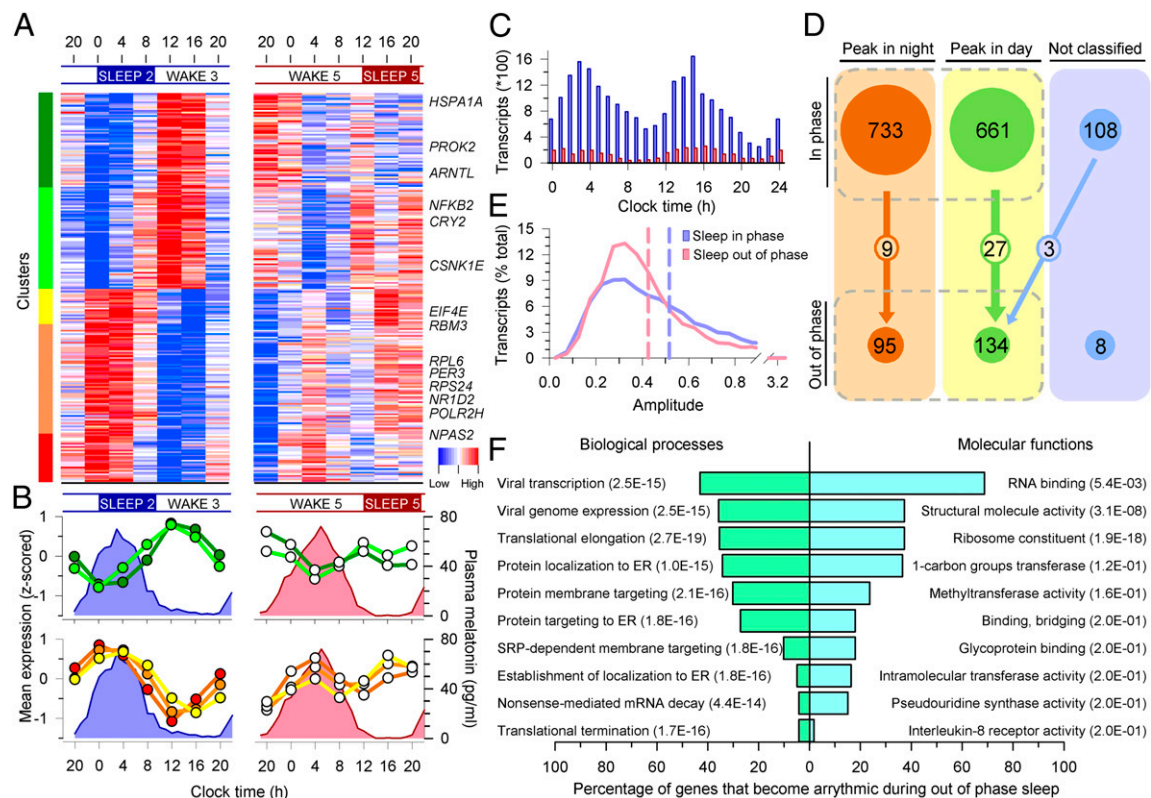 A
20 0 4 8 12 16 20
20 0 4 8 12 16 20
SLEEP 2 WAKE 3
WAKE 5 SLEEP 5
Clusters
HSPA1A
PROK2
ARNTL
NFKB2
CRY2
CSNK1E
EIF4E
RBM3
RPL6
PER3
RPS24
NR1D2
POLR2H
NPAS2
Low High
B
SLEEP 2 WAKE 3
WAKE 5 SLEEP 5
Mean expression (z-scored)
1
0
1
1
0
-1
80
60
40
20
0
80
60
40
20
0
Plasma melatonin (pg/ml)
20 0 4 8 12 16 20
20 0 4 8 12 16 20
Clock time (h)
C
Transcripts (*100)
16
12
8
4
0
0 4 8 12 16 20 24
Clock time (h)
E
Transcripts (% total)
15
12
9
6
3
0
Sleep in phase
Sleep out of phase
0.0 0.2 0.4 0.6 0.8 3.2
Amplitude
D
Peak in night Peak in day Not classified
In phase
733 661 108
9 27 3
Out of phase
95 134 8
F
Biological processes Molecular functions
Viral transcription (2.5E-15) RNA binding (5.4E-03)
Viral genome expression (2.5E-15) Structural molecule activity (3.1E-08)
Translational elongation (2.7E-19) Ribosome constituent (1.9E-18)
Protein localization to ER (1.0E-15) 1-carbon groups transferase (1.2E-01)
Protein membrane targeting (2.1E-16) Methyltransferase activity (1.6E-01)
Protein targeting to ER (1.8E-16) Binding, bridging (2.0E-01)
SRP-dependent membrane targeting (1.8E-16) Glycoprotein binding (2.0E-01)
Establishment of localization to ER (1.8E-16) Intramolecular transferase activity (2.0E-01)
Nonsense-mediated mRNA decay (4.4E-14) Pseudouridine synthase activity (2.0E-01)
Translational termination (1.7E-16) Interleukin-8 receptor activity (2.0E-01)
100 80 60 40 20 0 20 40 60 80 100
Percentage of genes that become arrythmic during out of phase sleep